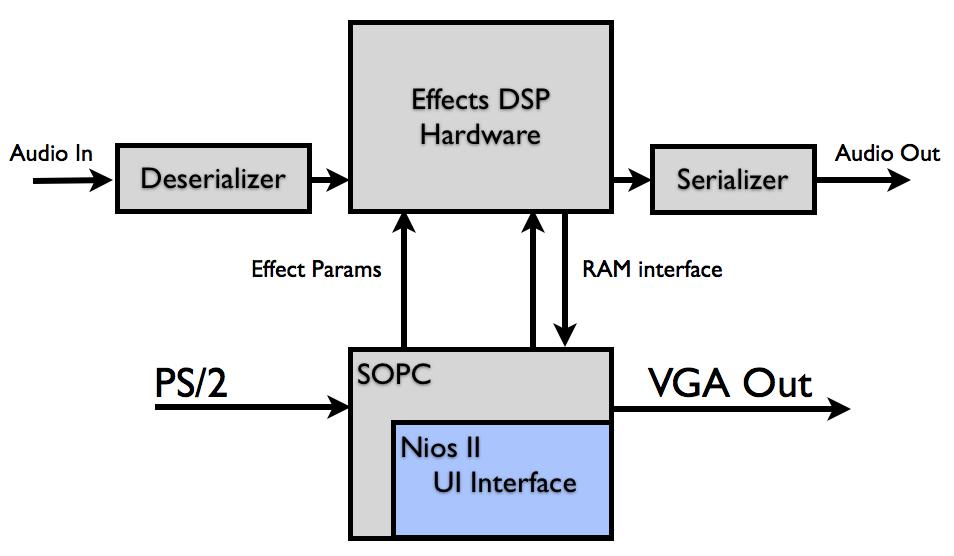 Effects DSP
Hardware
Audio In
Deserializer
Serializer
Audio Out
Effect Params
RAM interface
PS/2
SOPC
VGA Out
Nios II
UI Interface